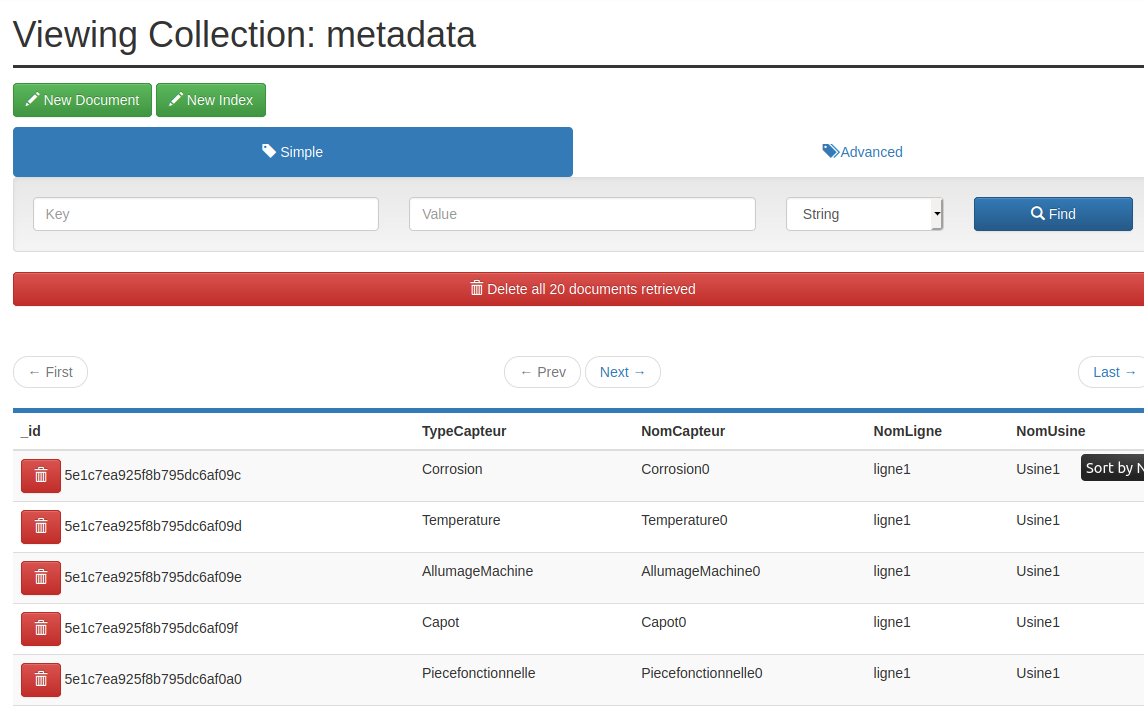 Viewing Collection: metadata
New Document New Index
Simple Advanced
Key Value String Find
Delete all 20 documents retrieved
← First ← Prev Next → Last →
_id TypeCapteur NomCapteur NomLigne NomUsine
5e1c7ea925f8b795dc6af09c Corrosion Corrosion0 ligne1 Usine1 Sort by N
5e1c7ea925f8b795dc6af09d Temperature Temperature0 ligne1 Usine1
5e1c7ea925f8b795dc6af09e AllumageMachine AllumageMachine0 ligne1 Usine1
5e1c7ea925f8b795dc6af09f Capot Capot0 ligne1 Usine1
5e1c7ea925f8b795dc6af0a0 Piecefonctionnelle Piecefonctionnelle0 ligne1 Usine1